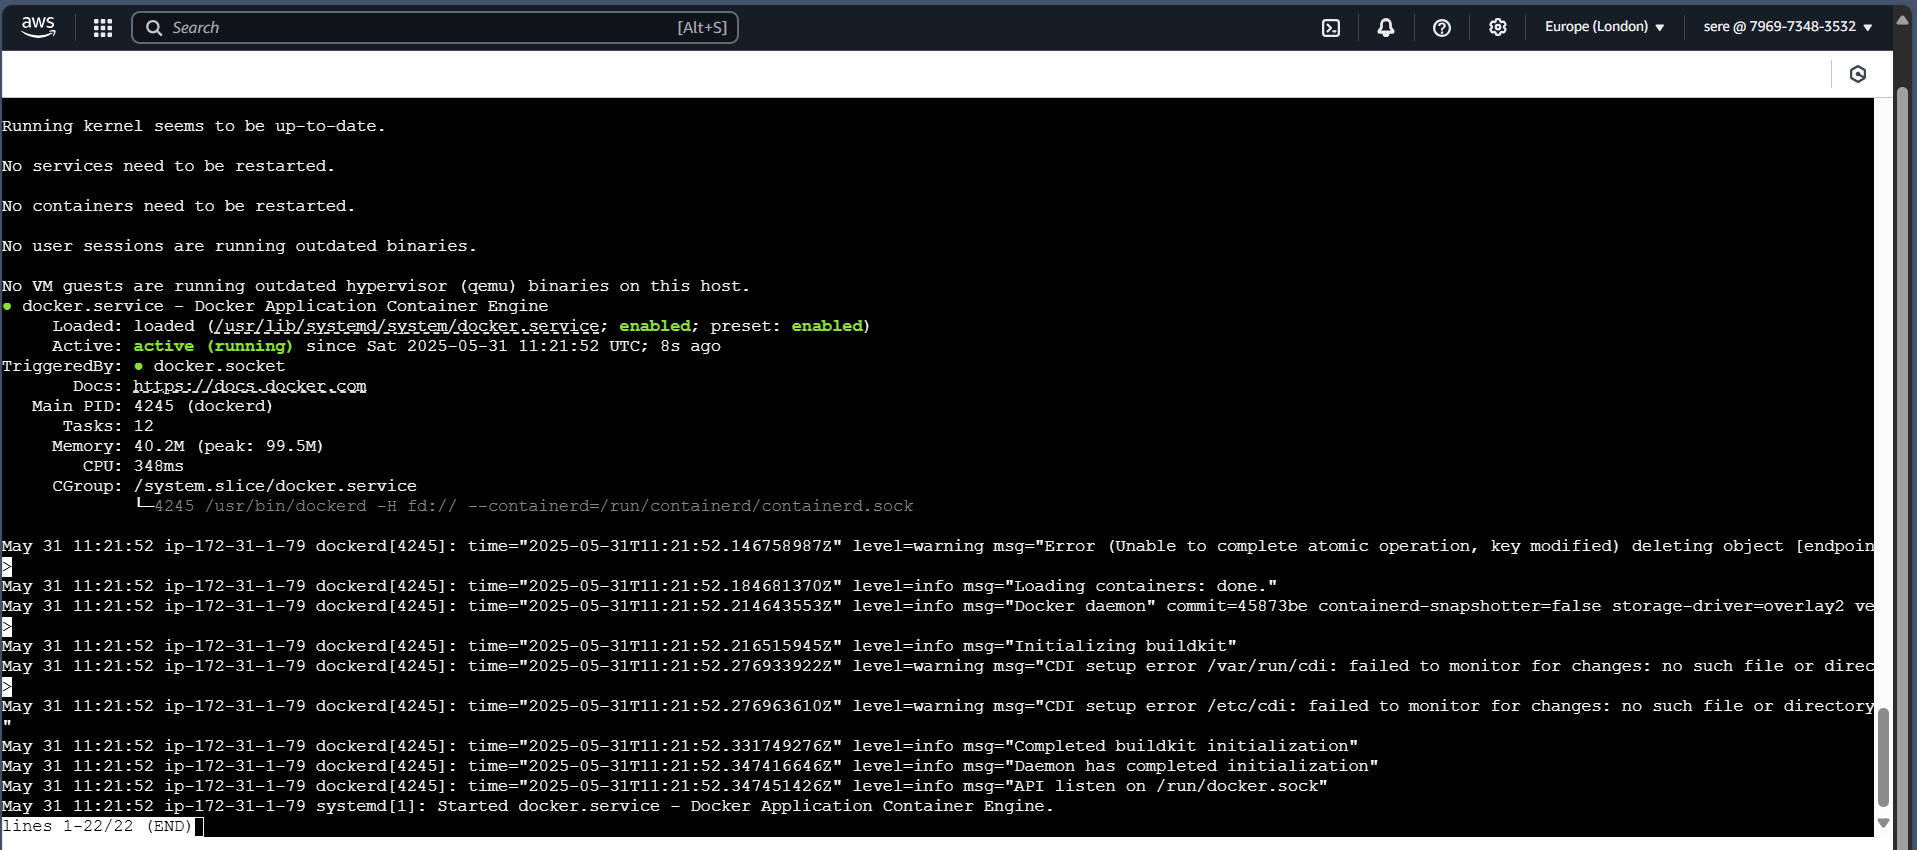 aws
Search [Alt+S]
Europe (London)
sere @ 7969-7348-3532
Running kernel seems to be up-to-date.
No services need to be restarted.
No containers need to be restarted.
No user sessions are running outdated binaries.
No VM guests are running outdated hypervisor (qemu) binaries on this host.
● docker.service - Docker Application Container Engine
Loaded: loaded (/usr/lib/systemd/system/docker.service; enabled; preset: enabled)
Active: active (running) since Sat 2025-05-31 11:21:52 UTC; 8s ago
TriggeredBy: ● docker.socket
Docs: https://docs.docker.com
Main PID: 4245 (dockerd)
Tasks: 12
Memory: 40.2M (peak: 99.5M)
CPU: 348ms
CGroup: /system.slice/docker.service
└─4245 /usr/bin/dockerd -H fd:// --containerd=/run/containerd/containerd.sock
May 31 11:21:52 ip-172-31-1-79 dockerd[4245]: time="2025-05-31T11:21:52.146758987Z" level=warning msg="Error (Unable to complete atomic operation, key modified) deleting object [endpoin
>
May 31 11:21:52 ip-172-31-1-79 dockerd[4245]: time="2025-05-31T11:21:52.184681370Z" level=info msg="Loading containers: done."
May 31 11:21:52 ip-172-31-1-79 dockerd[4245]: time="2025-05-31T11:21:52.214643553Z" level=info msg="Docker daemon" commit=45873be containerd-snapshotter=false storage-driver=overlay2 ve
>
May 31 11:21:52 ip-172-31-1-79 dockerd[4245]: time="2025-05-31T11:21:52.216515945Z" level=info msg="Initializing buildkit"
May 31 11:21:52 ip-172-31-1-79 dockerd[4245]: time="2025-05-31T11:21:52.276933922Z" level=warning msg="CDI setup error /var/run/cdi: failed to monitor for changes: no such file or direc
>
May 31 11:21:52 ip-172-31-1-79 dockerd[4245]: time="2025-05-31T11:21:52.276963610Z" level=warning msg="CDI setup error /etc/cdi: failed to monitor for changes: no such file or directory
"
May 31 11:21:52 ip-172-31-1-79 dockerd[4245]: time="2025-05-31T11:21:52.331749276Z" level=info msg="Completed buildkit initialization"
May 31 11:21:52 ip-172-31-1-79 dockerd[4245]: time="2025-05-31T11:21:52.347416646Z" level=info msg="Daemon has completed initialization"
May 31 11:21:52 ip-172-31-1-79 dockerd[4245]: time="2025-05-31T11:21:52.347451426Z" level=info msg="API listen on /run/docker.sock"
May 31 11:21:52 ip-172-31-1-79 systemd[1]: Started docker.service - Docker Application Container Engine.
lines 1-22/22 (END)